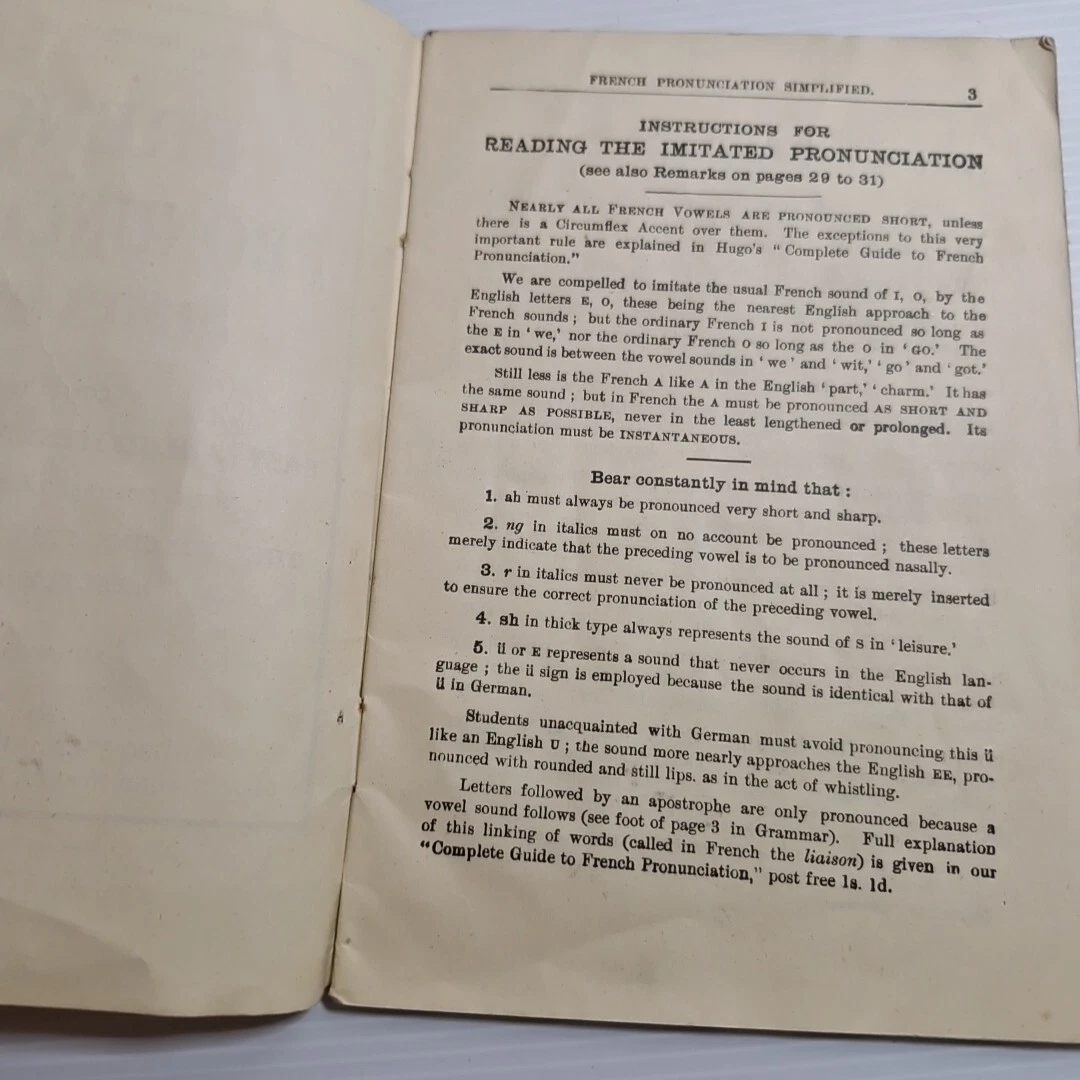 FRENCH PRONUNCIATION SIMPLIFIED. 3
INSTRUCTIONS FOR
READING THE IMITATED PRONUNCIATION
(see also Remarks on pages 29 to 31)
NEARLY ALL FRENCH VOWELS ARE PRONOUNCED SHORT, unless
there is a Circumflex Accent over them. The exceptions to this very
important rule are explained in Hugo's "Complete Guide to French
Pronunciation."
We are compelled to imitate the usual French sound of I, O, by the
English letters E, O, these being the nearest English approach to the
French sounds; but the ordinary French I is not pronounced so long as
the E in 'we,' nor the ordinary French O so long as the O in 'GO.' The
exact sound is between the vowel sounds in 'we' and 'wit,' 'go' and 'got.'
Still less is the French A like A in the English 'part,' 'charm.' It has
the same sound; but in French the A must be pronounced AS SHORT AND
SHARP AS POSSIBLE, never in the least lengthened or prolonged. Its
pronunciation must be INSTANTANEOUS.
Bear constantly in mind that:
1. ah must always be pronounced very short and sharp.
2. ng in italics must on no account be pronounced; these letters
merely indicate that the preceding vowel is to be pronounced nasally.
3. r in italics must never be pronounced at all; it is merely inserted
to ensure the correct pronunciation of the preceding vowel.
4. sh in thick type always represents the sound of s in 'leisure.'
5. ü or E represents a sound that never occurs in the English lan-
guage; the ü sign is employed because the sound is identical with that of
ü in German.
Students unacquainted with German must avoid pronouncing this ü
like an English U; the sound more nearly approaches the English EE, pro-
nounced with rounded and still lips. as in the act of whistling.
Letters followed by an apostrophe are only pronounced because a
vowel sound follows (see foot of page 3 in Grammar). Full explanation
of this linking of words (called in French the liaison) is given in our
"Complete Guide to French Pronunciation," post free 1s. 1d.